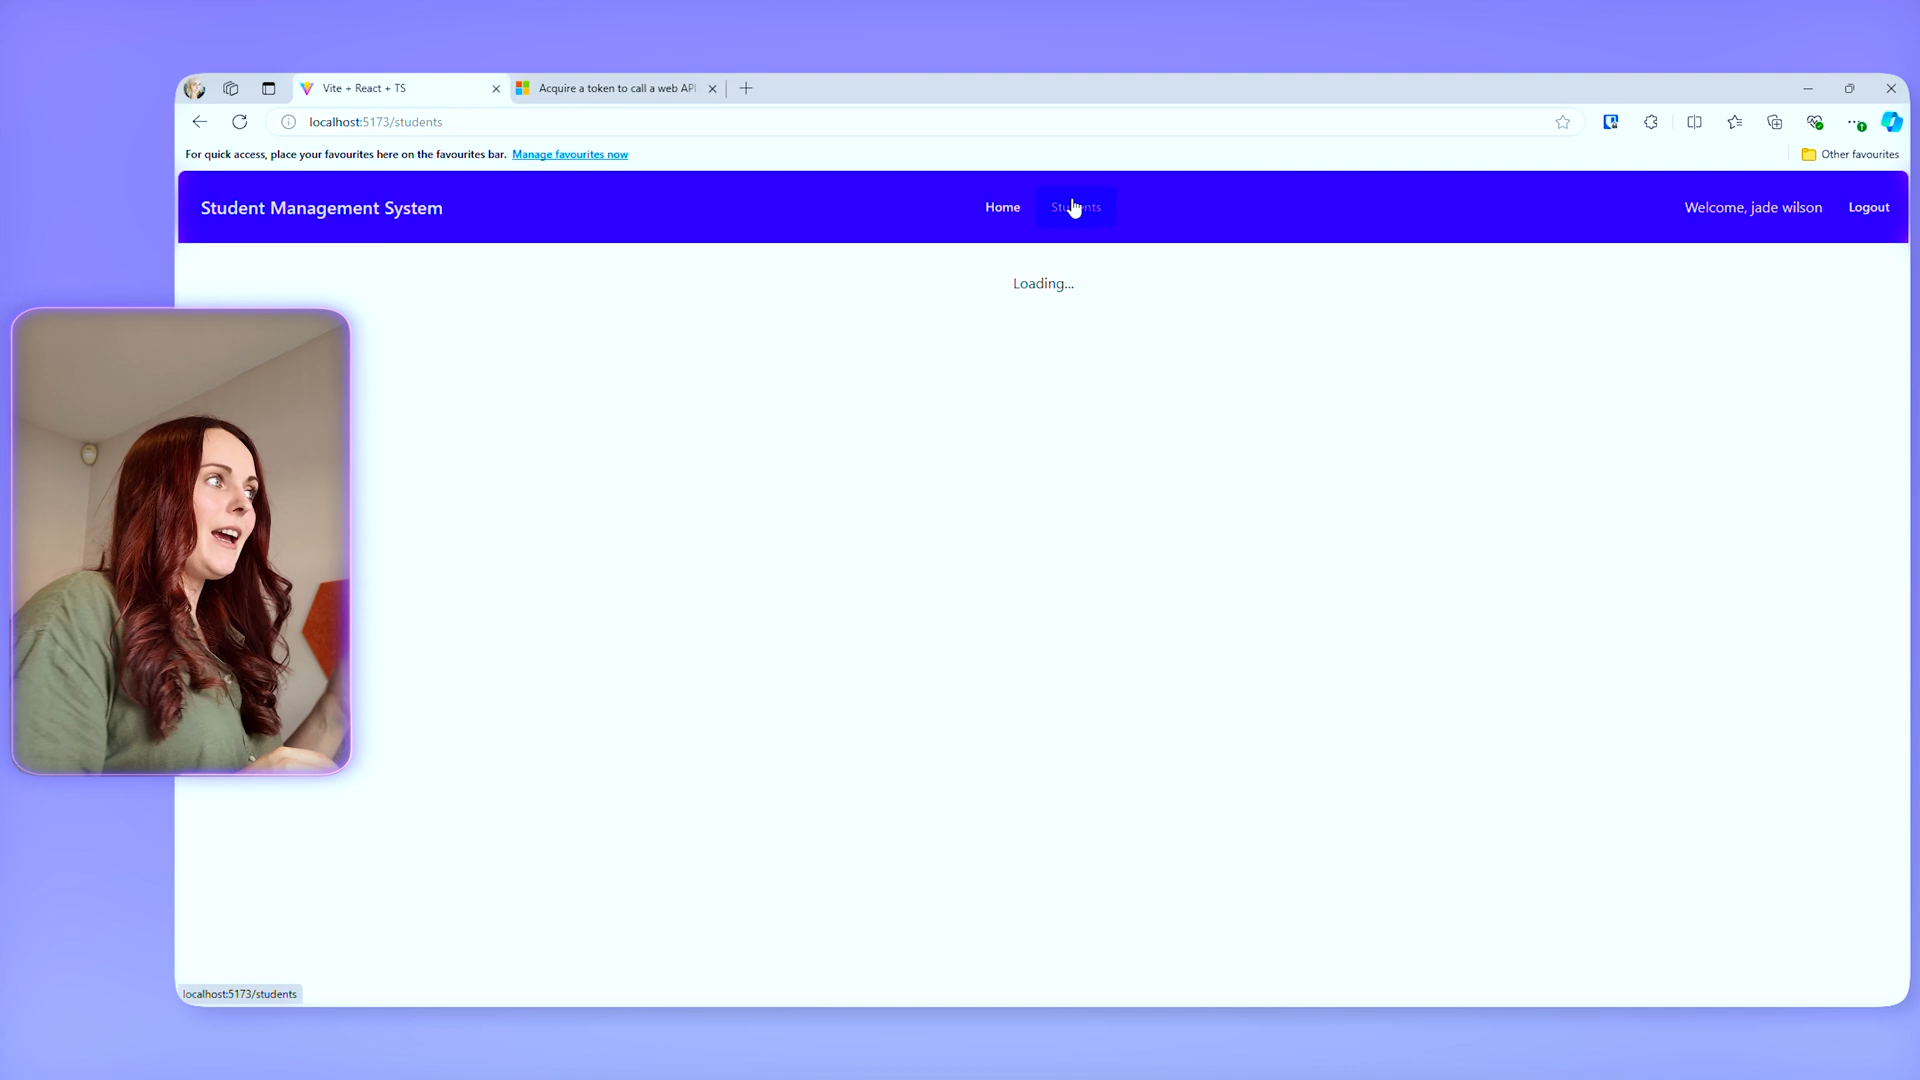 Vite + React + TS
Acquire a token to call a web API
localhost:5173/students
For quick access, place your favourites here on the favourites bar. Manage favourites now
Other favourites
Student Management System
Home
Students
Welcome, jade wilson
Logout
Loading...
localhost:5173/students